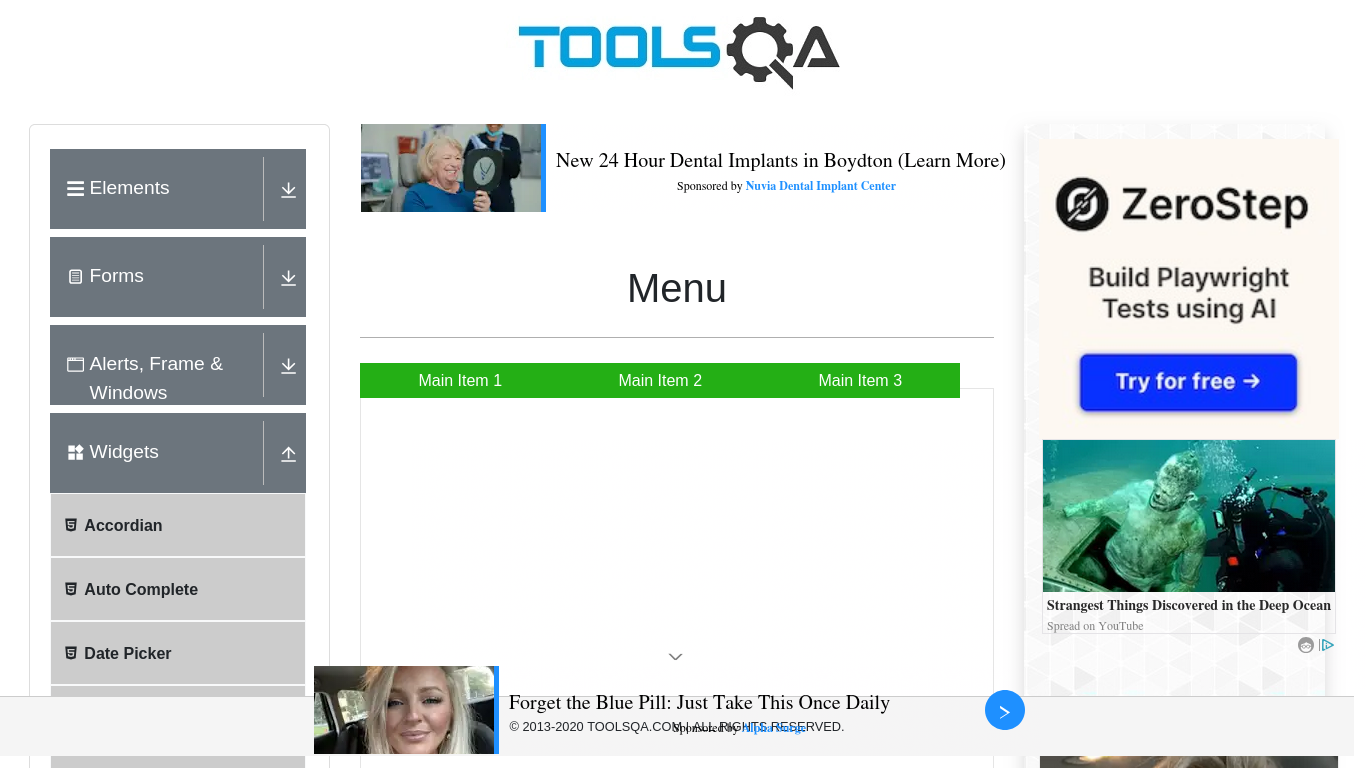 TOOLSQA
Elements
Forms
Alerts, Frame &
Windows
Widgets
Accordian
Auto Complete
Date Picker
New 24 Hour Dental Implants in Boydton (Learn More)
Sponsored by Nuvia Dental Implant Center
Menu
Main Item 1
Main Item 2
Main Item 3
ZeroStep
Build Playwright
Tests using AI
Try for free →
Strangest Things Discovered in the Deep Ocean
Spread on YouTube
Forget the Blue Pill: Just Take This Once Daily
© 2013-2020 TOOLSQA.COM | ALL RIGHTS RESERVED.
Sponsored by